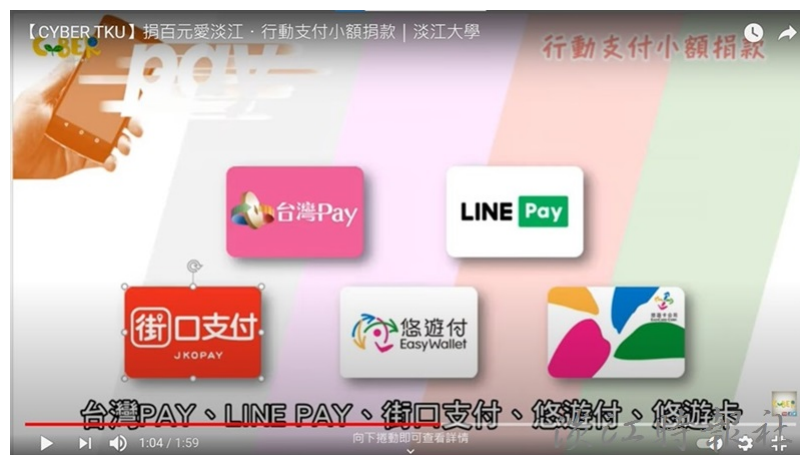 【CYBER TKU】捐百元愛淡江．行動支付小額捐款｜淡江大學
CYBER
pay
行動支付小額捐款
台灣Pay
LINE Pay
街口支付
JKOPAY
悠遊付
EasyWallet
台灣PAY、LINE PAY、街口支付、悠遊付、悠遊卡
淡江時報社
1:04 / 1:59
向下捲動即可查看詳情